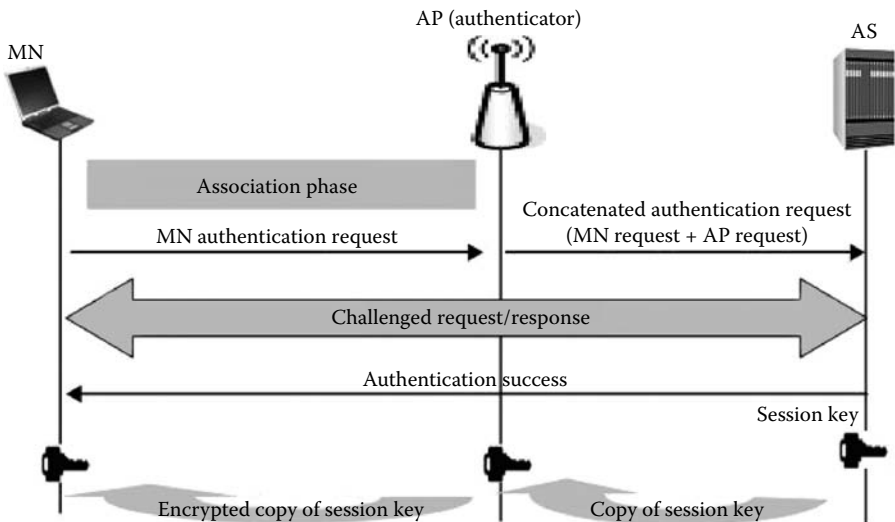 MN
AP (authenticator)
AS
Association phase
MN authentication request
Concatenated authentication request
(MN request + AP request)
Challenged request/response
Authentication success
Session key
Encrypted copy of session key
Copy of session key